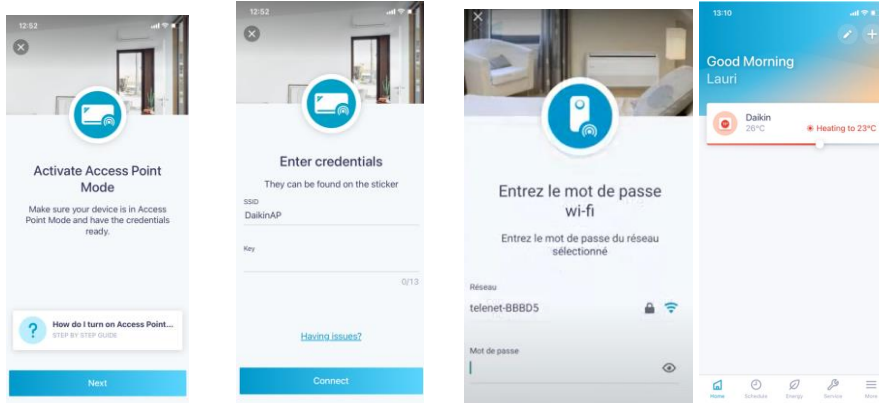 12:52
Activate Access Point
Mode
Make sure your device is in Access
Point Mode and have the credentials
ready.
?
How do I turn on Access Point...
STEP BY STEP GUIDE
Next
12:52
Enter credentials
They can be found on the sticker
SSID
DaikinAP
Key
0/13
Having issues?
Connect
Entrez le mot de passe
wi-fi
Entrez le mot de passe du réseau
sélectionné
Réseau
telenet-BBBD5
Mot de passe
13:10
Good Morning
Lauri
Daikin
26°C
Heating to 23°C
Home Schedule Energy Service More